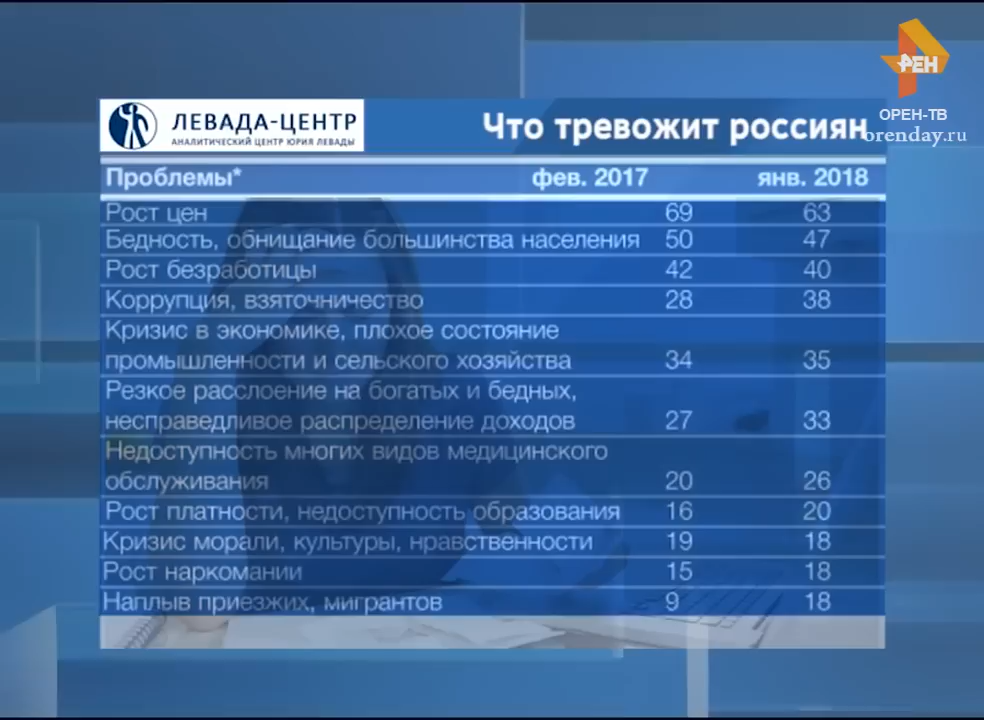 РЕН
ОРЕН-ТВ
orenday.ru
ЛЕВАДА-ЦЕНТР
АНАЛИТИЧЕСКИЙ ЦЕНТР ЮРИЯ ЛЕВАДЫ
Что тревожит россиян
Проблемы* фев. 2017 янв. 2018
Рост цен 69 63
Бедность, обнищание большинства населения 50 47
Рост безработицы 42 40
Коррупция, взяточничество 28 38
Кризис в экономике, плохое состояние
промышленности и сельского хозяйства 34 35
Резкое расслоение на богатых и бедных,
несправедливое распределение доходов 27 33
Недоступность многих видов медицинского
обслуживания 20 26
Рост платности, недоступность образования 16 20
Кризис морали, культуры, нравственности 19 18
Рост наркомании 15 18
Наплыв приезжих, мигрантов 9 18